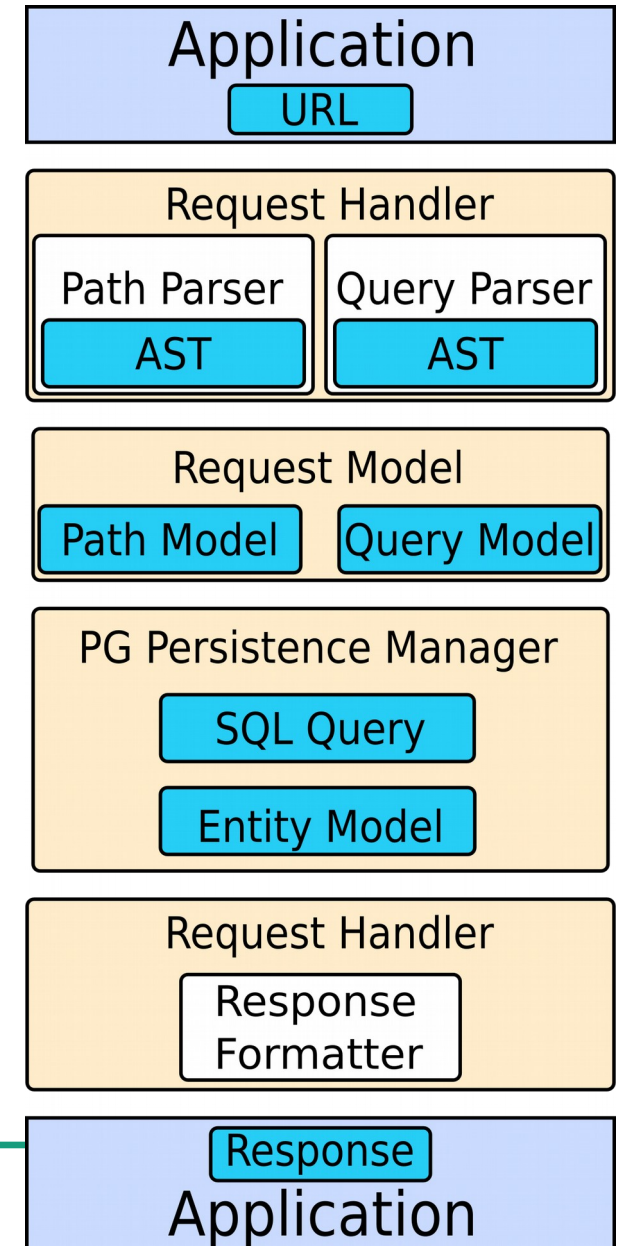 Application
URL
Request Handler
Path Parser
Query Parser
AST
AST
Request Model
Path Model
Query Model
PG Persistence Manager
SQL Query
Entity Model
Request Handler
Response
Formatter
Response
Application